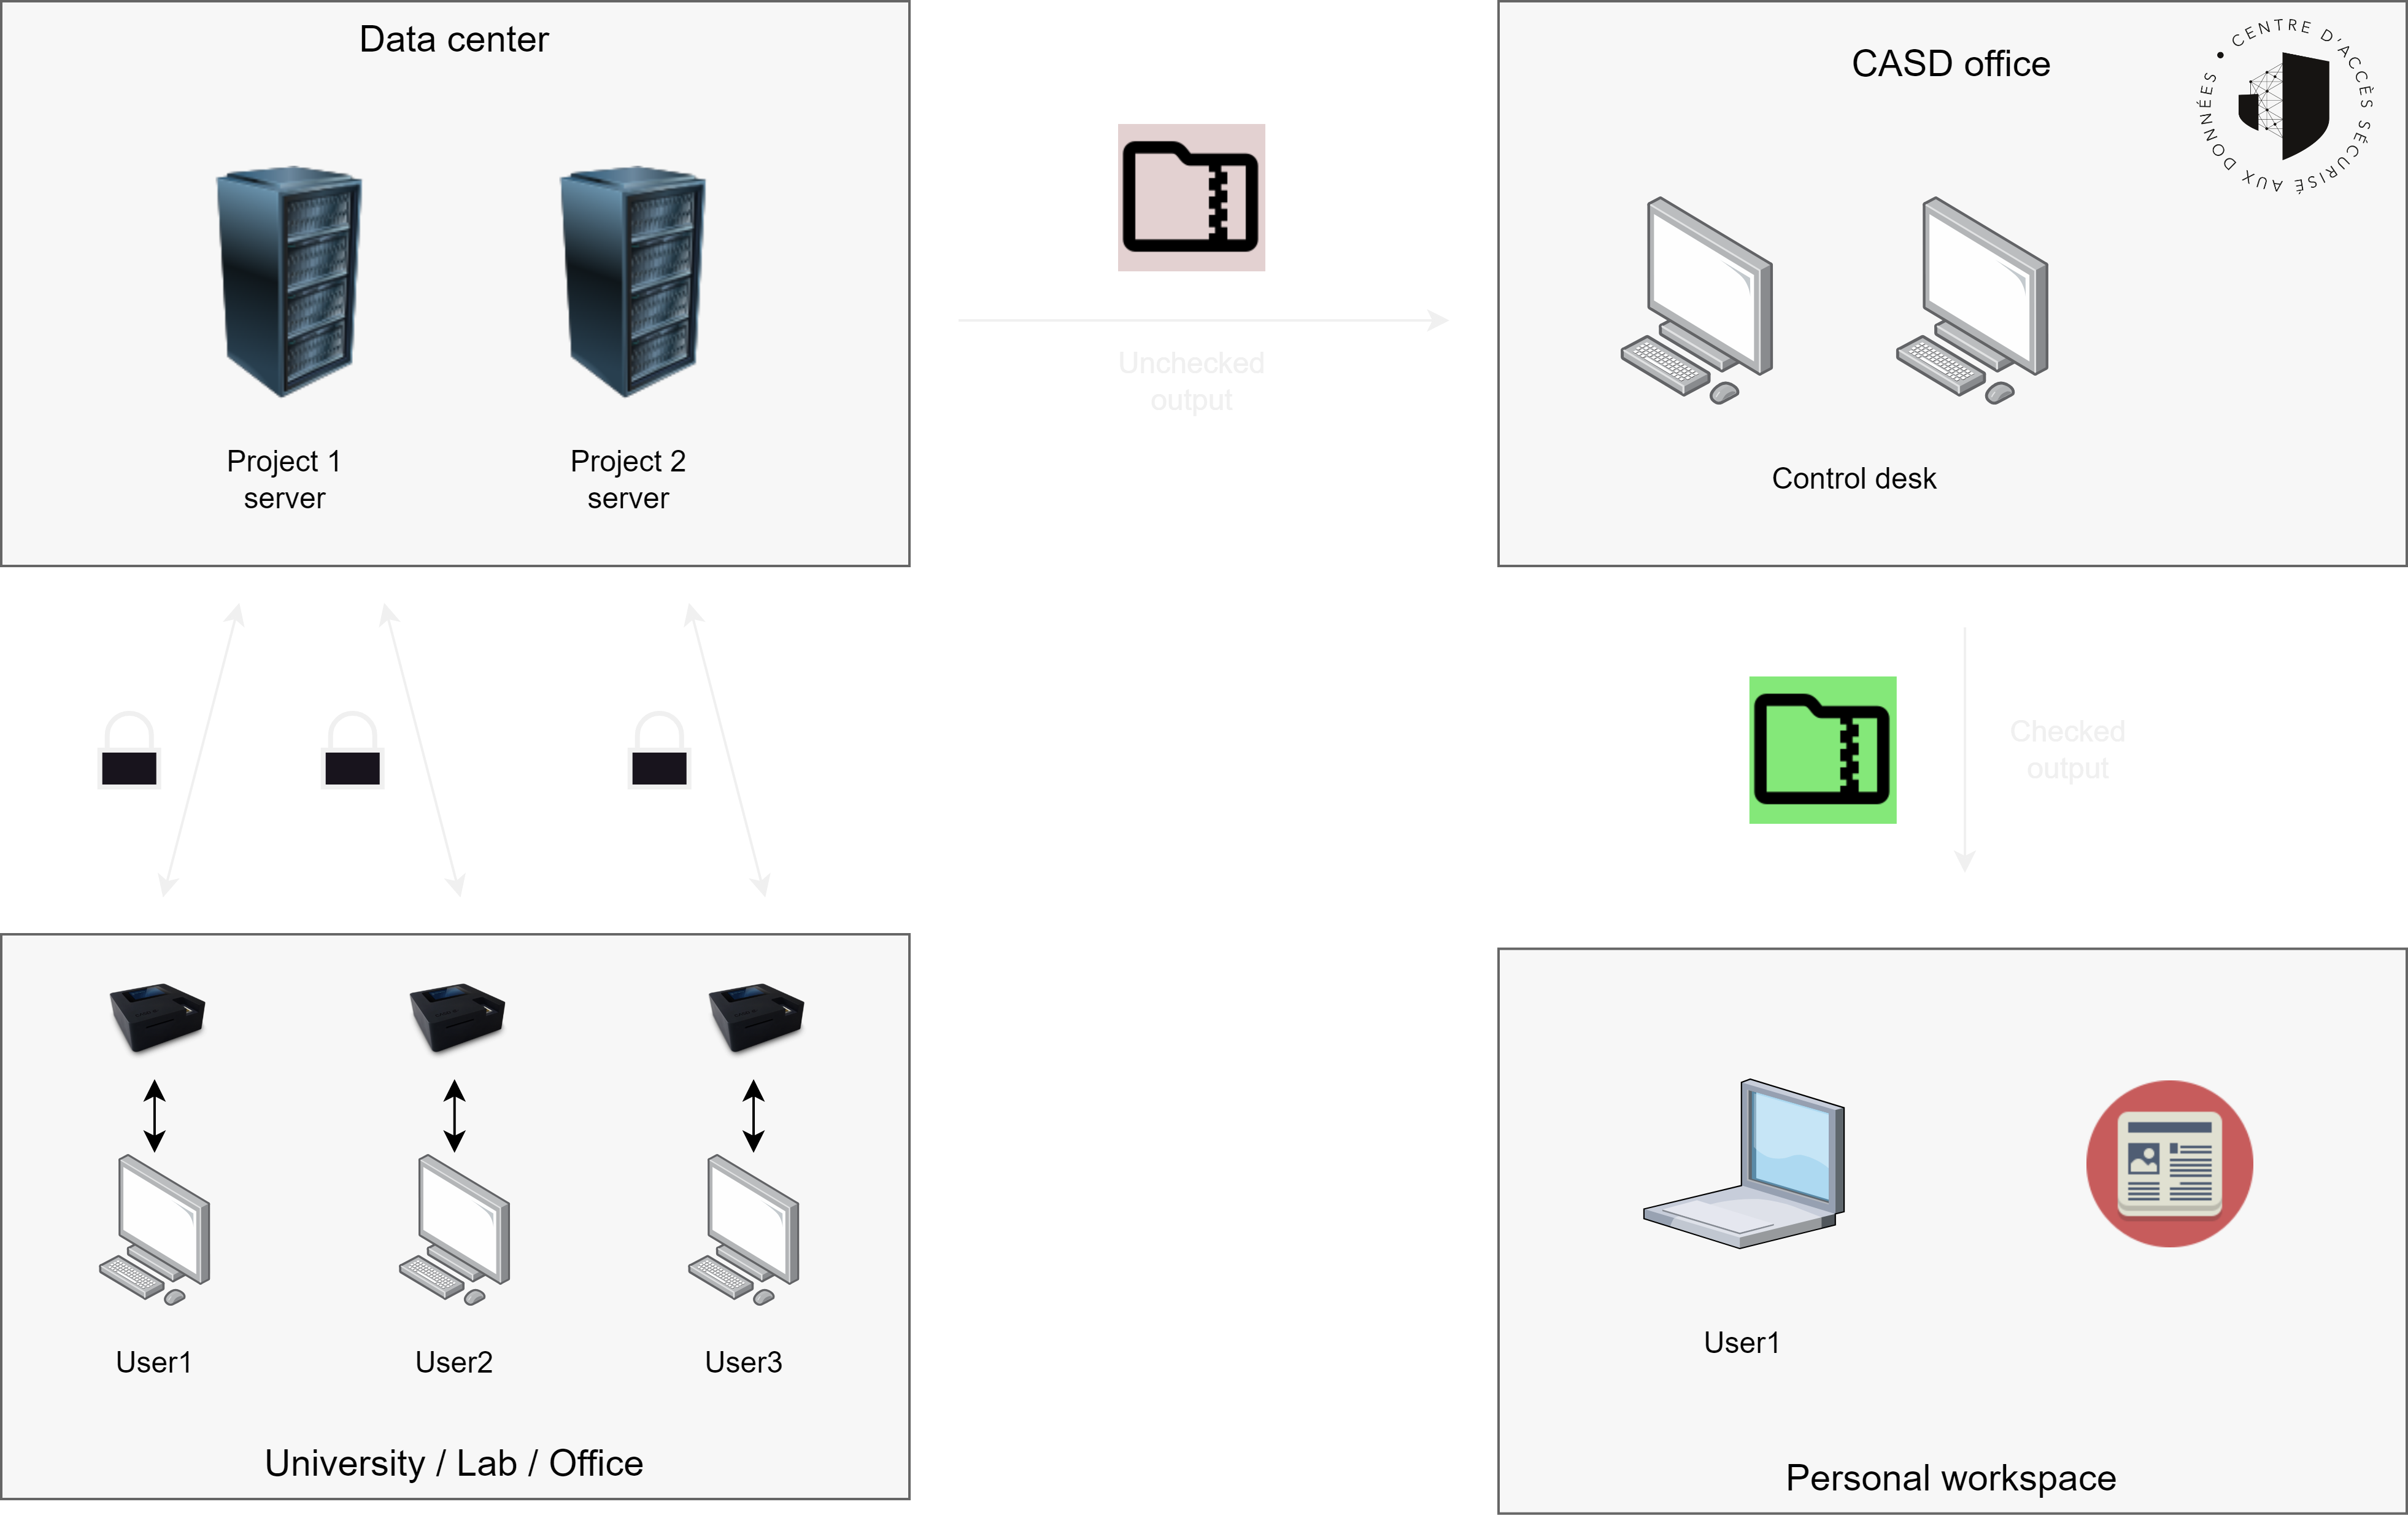 Data center
Project 1
server
Project 2
server
Unchecked
output
CASD office
• CENTRE D'ACCÈS SÉCURISÉ AUX DONNÉES
Control desk
Checked
output
User1
User2
User3
University / Lab / Office
User1
Personal workspace